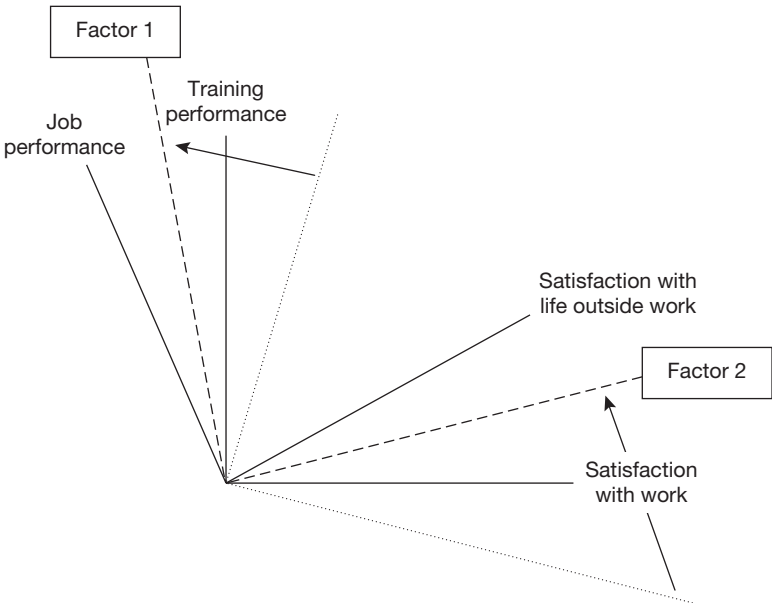 Factor 1
Training
performance
Job
performance
Satisfaction with
life outside work
Factor 2
Satisfaction
with work